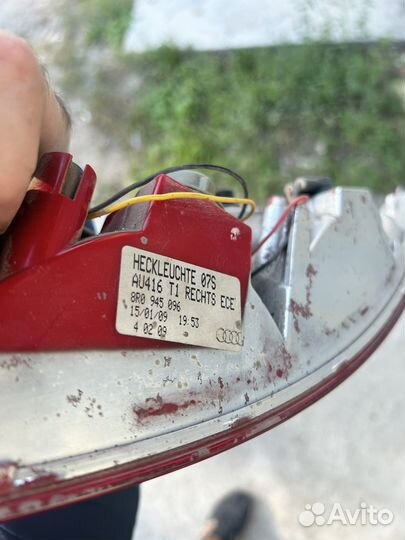 HECKLEUCHTE 07S
AU416 T1 RECHTS ECE
8R0 945 096
15/01/09 19:53
4 02 09
Avito